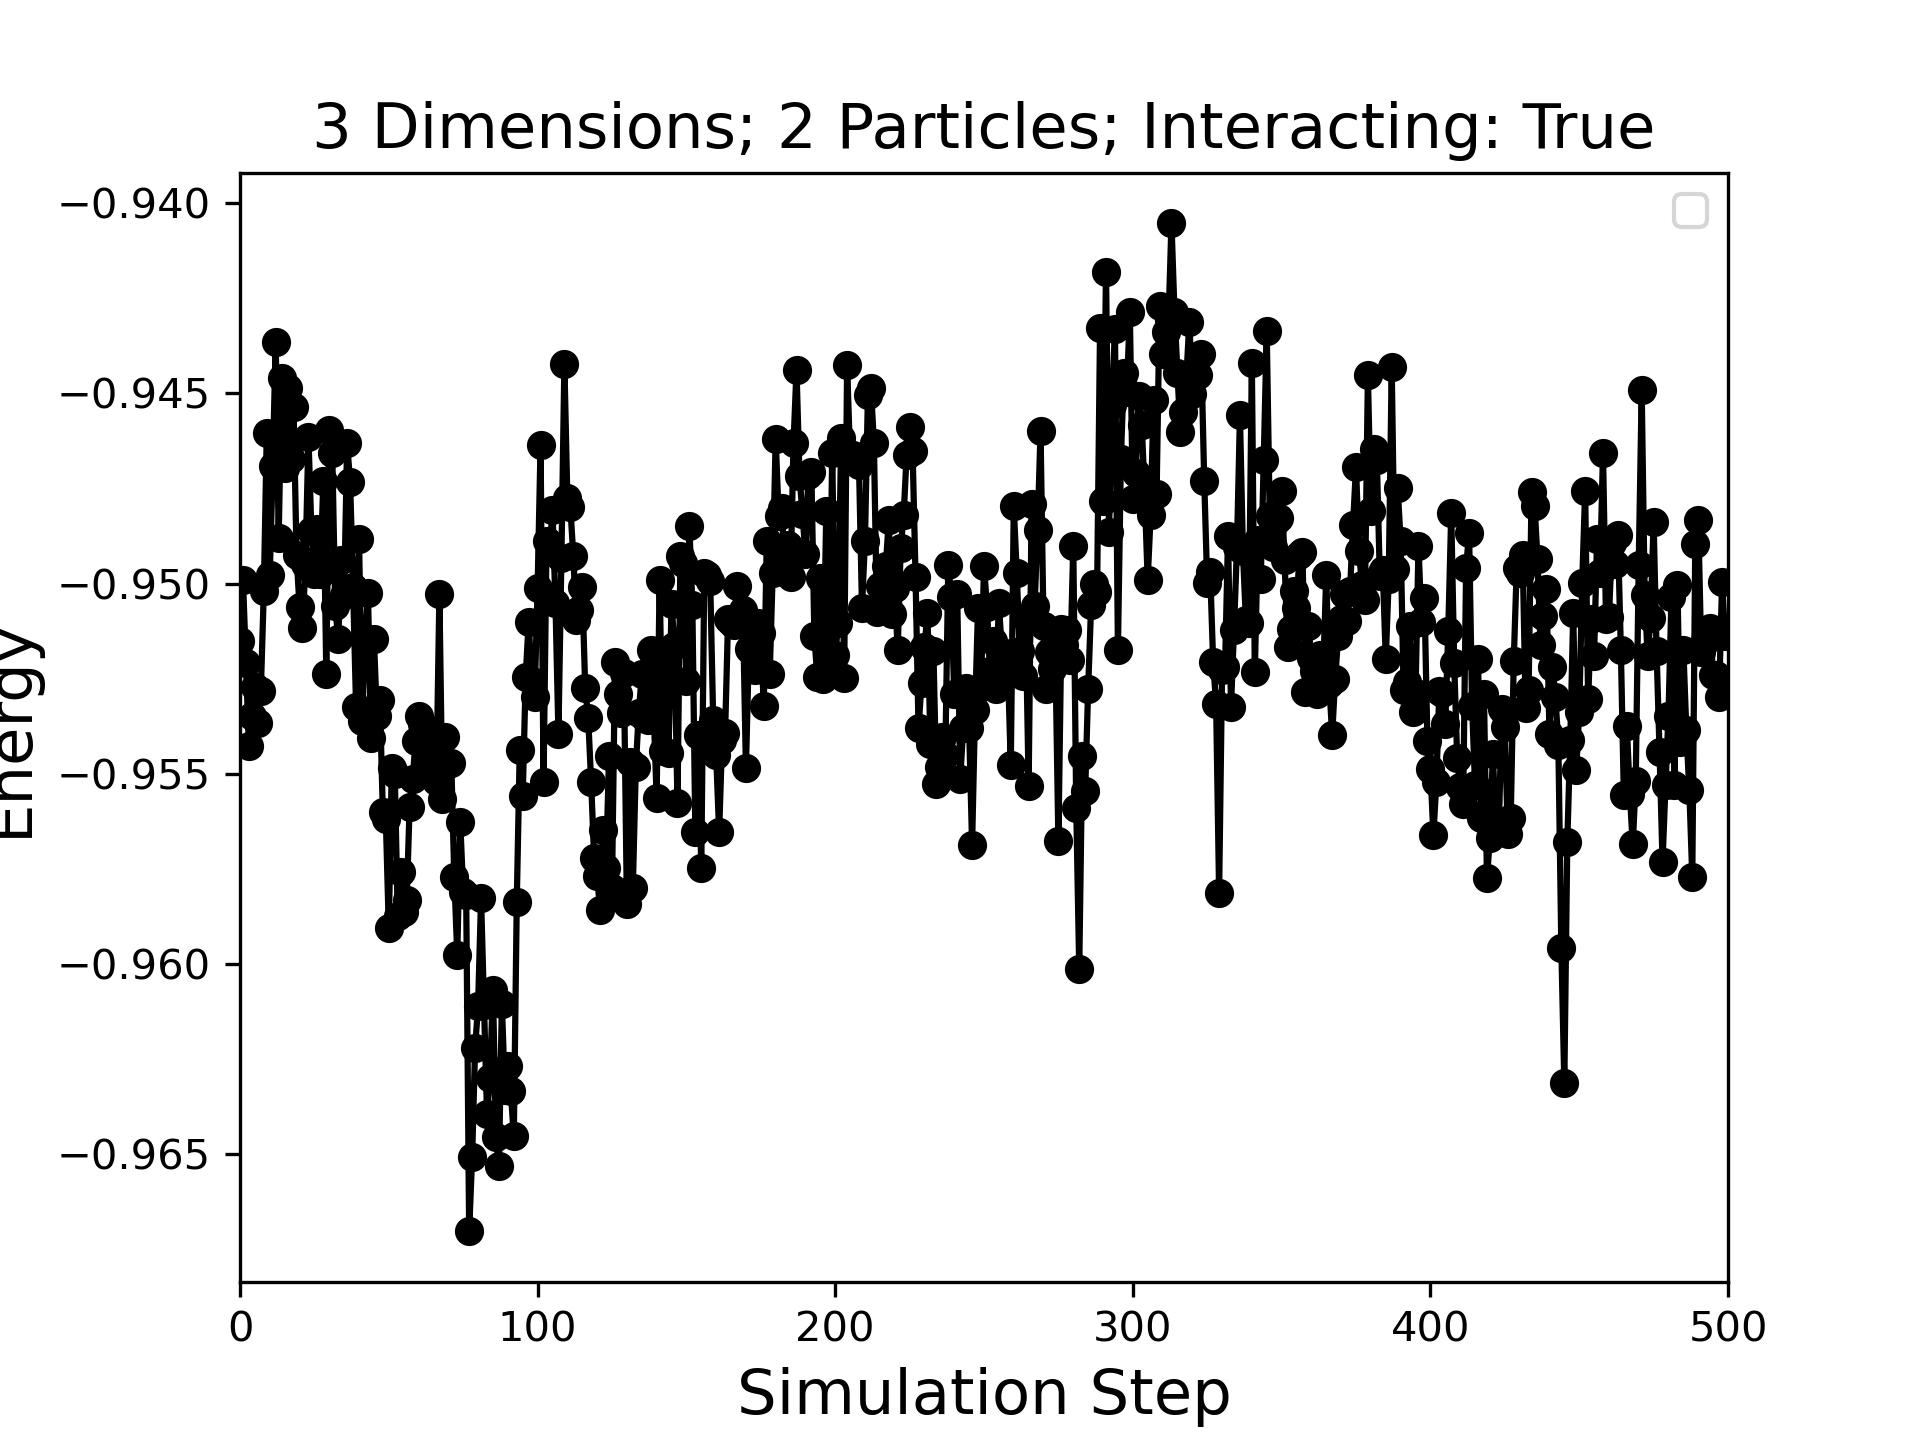 3 Dimensions; 2 Particles; Interacting: True
−0.940
−0.945
−0.950
−0.955
−0.960
−0.965
Energy
0 100 200 300 400 500
Simulation Step